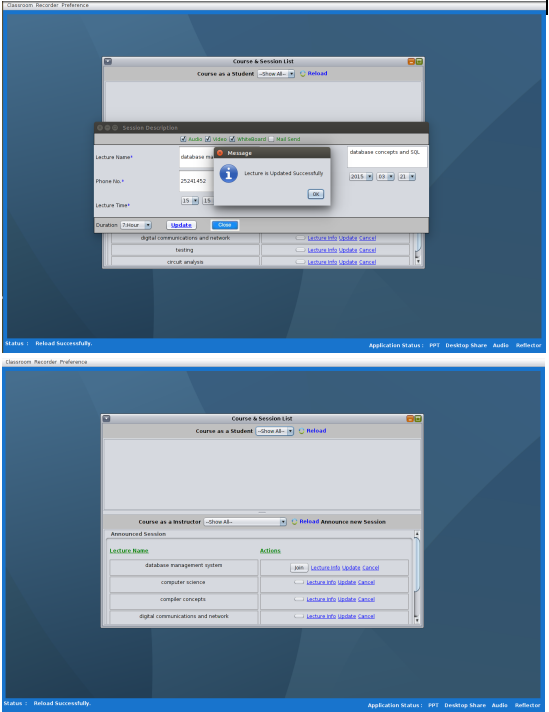 Classroom Recorder Preference
Course & Session List
Course as a Student --Show All-- Reload
Session Description
Audio Video WhiteBoard Mail Send
Message
Lecture Name*
database ma
database concepts and SQL
Lecture is Updated Successfully
Phone No.*
25241452
2015 03 21
OK
Lecture Time*
15 15
Duration 7.Hour Update Close
digital communications and network Lecture Info Update Cancel
testing Lecture Info Update Cancel
circuit analysis Lecture Info Update Cancel
Status : Reload Successfully.
Application Status : PPT Desktop Share Audio Reflector
Classroom Recorder Preference
Course & Session List
Course as a Student --Show All-- Reload
Course as a Instructor --Show All-- Reload Announce new Session
Announced Session
Lecture Name Actions
database management system Join Lecture Info Update Cancel
computer science Lecture Info Update Cancel
compiler concepts Lecture Info Update Cancel
digital communications and network Lecture Info Update Cancel
Status : Reload Successfully.
Application Status : PPT Desktop Share Audio Reflector